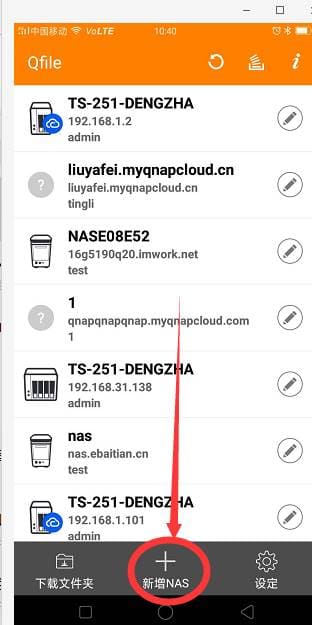 中国移动 VoLTE 10:40
Qfile
TS-251-DENGZHA
192.168.1.2
admin
liuyafei.myqnapcloud.cn
liuyafei.myqnapcloud.cn
tingli
NASE08E52
16g5190q20.imwork.net
test
1
qnapqnapqnap.myqnapcloud.com
1
TS-251-DENGZHA
192.168.31.138
admin
nas
nas.ebaitian.cn
test
TS-251-DENGZHA
192.168.1.101
admin
下载文件夹 新增NAS 设定